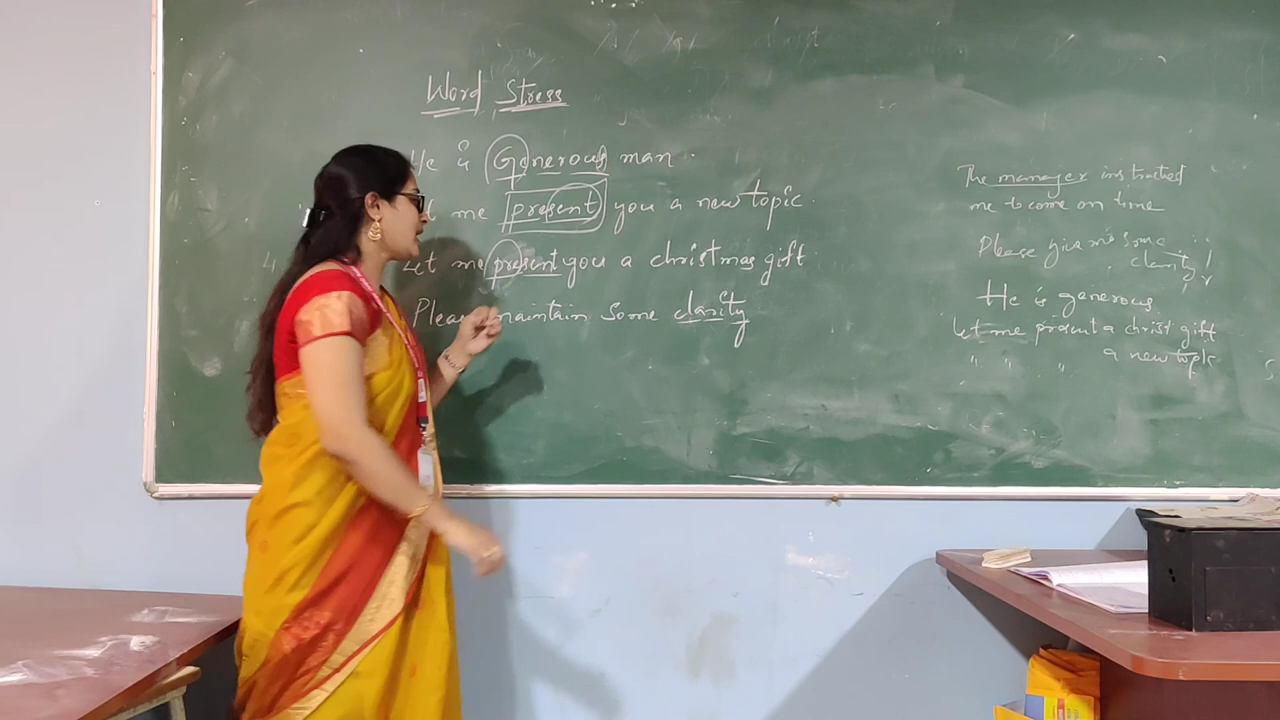 Word Stress
He is Generous man.
me present you a new topic.
Let me present you a christmas gift
Please maintain some clarity
The manager instructed
me to come on time
Please give me some
clarity!
He is generous
Let me present a christ gift
" " " a new topic